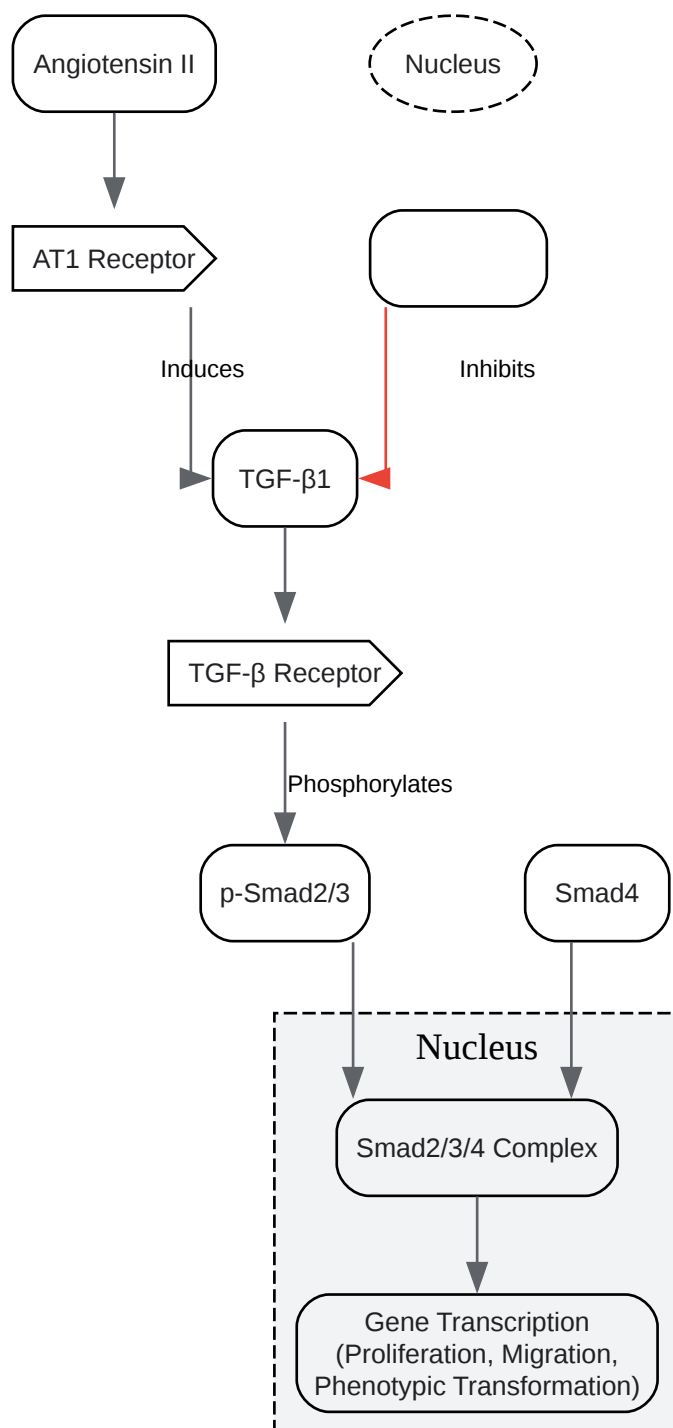 Angiotensin II
Nucleus
AT1 Receptor
Induces
Inhibits
TGF-β1
TGF-β Receptor
Phosphorylates
p-Smad2/3
Smad4
Nucleus
Smad2/3/4 Complex
Gene Transcription
(Proliferation, Migration,
Phenotypic Transformation)